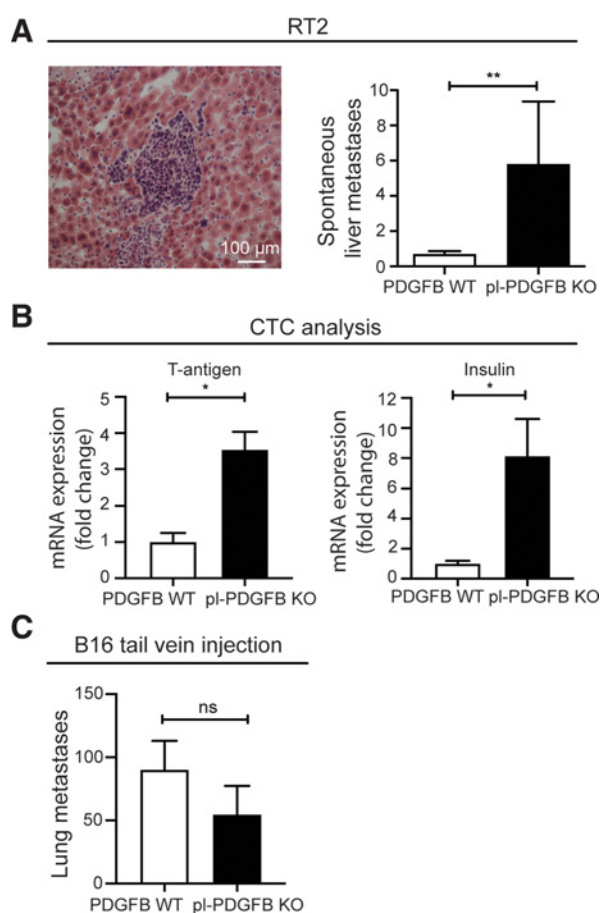 A
RT2
100 µm
Spontaneous
liver metastases
10
8
6
4
2
0
**
PDGFB WT pl-PDGFB KO
B
CTC analysis
T-antigen
*
mRNA expression
(fold change)
5
4
3
2
1
0
PDGFB WT pl-PDGFB KO
Insulin
*
mRNA expression
(fold change)
12
10
8
6
4
2
0
PDGFB WT pl-PDGFB KO
C
B16 tail vein injection
ns
Lung metastases
150
100
50
0
PDGFB WT pl-PDGFB KO